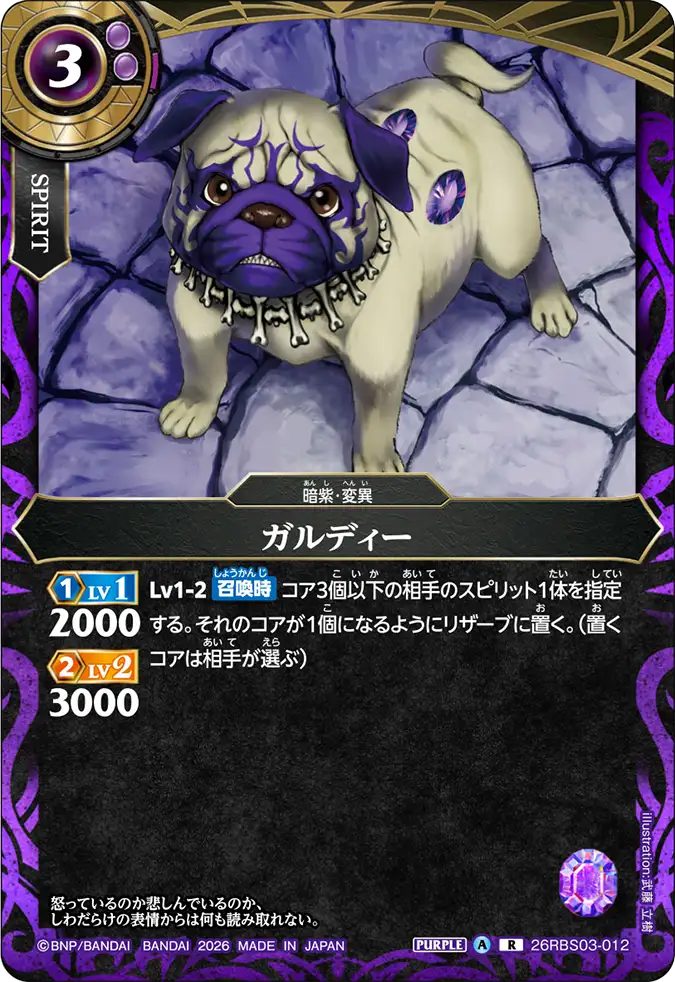 3
SPIRIT
暗紫・変異
ガルディー
1 LV1
2000
2 LV2
3000
Lv1-2 召喚時 コア3個以下の相手のスピリット1体を指定
する。それのコアが1個になるようにリザーブに置く。(置く
コアは相手が選ぶ)
怒っているのか悲しんでいるのか、
しわだらけの表情からは何も読み取れない。
illustration:武藤 立樹
©BNP/BANDAI BANDAI 2026 MADE IN JAPAN
PURPLE A R 26RBS03-012